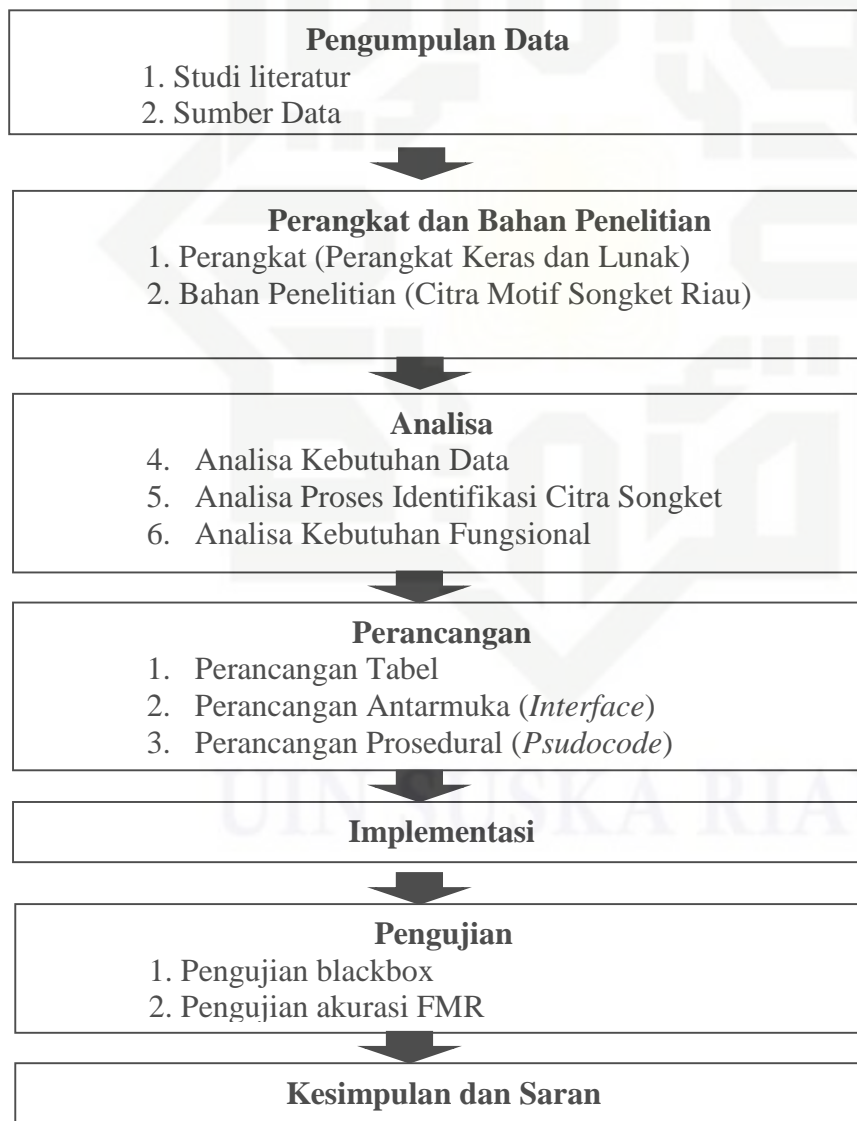 Pengumpulan Data
1. Studi literatur
2. Sumber Data
Perangkat dan Bahan Penelitian
1. Perangkat (Perangkat Keras dan Lunak)
2. Bahan Penelitian (Citra Motif Songket Riau)
Analisa
4. Analisa Kebutuhan Data
5. Analisa Proses Identifikasi Citra Songket
6. Analisa Kebutuhan Fungsional
Perancangan
1. Perancangan Tabel
2. Perancangan Antarmuka (Interface)
3. Perancangan Prosedural (Psudocode)
UIN SUSKA RIA
Implementasi
Pengujian
1. Pengujian blackbox
2. Pengujian akurasi FMR
Kesimpulan dan Saran